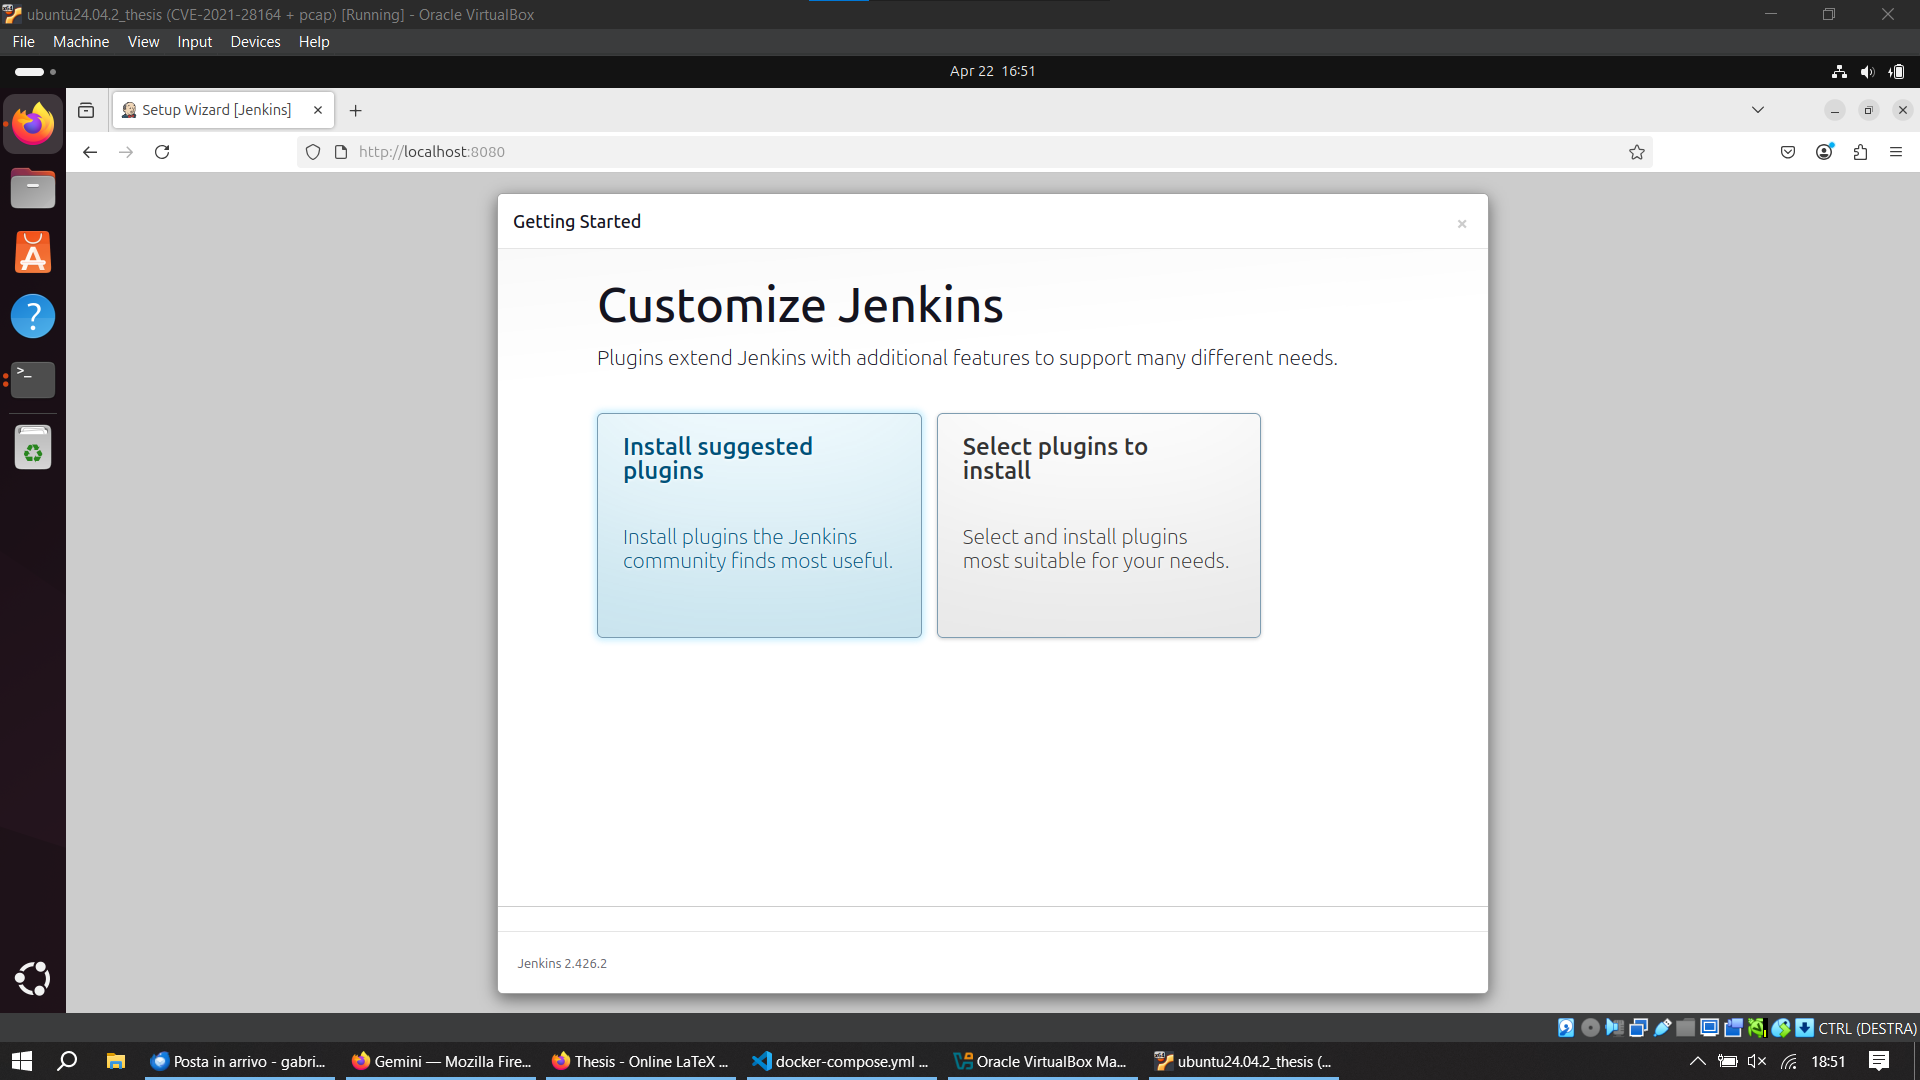 ubuntu24.04.2_thesis (CVE-2021-28164 + pcap) [Running] - Oracle VirtualBox
File Machine View Input Devices Help
Apr 22 16:51
Setup Wizard [Jenkins]
http://localhost:8080
Getting Started
Customize Jenkins
Plugins extend Jenkins with additional features to support many different needs.
Install suggested
plugins
Install plugins the Jenkins
community finds most useful.
Select plugins to
install
Select and install plugins
most suitable for your needs.
Jenkins 2.426.2
CTRL (DESTRA)
Posta in arrivo - gabri...
Gemini — Mozilla Fire...
Thesis - Online LaTeX ...
docker-compose.yml ...
Oracle VirtualBox Ma...
ubuntu24.04.2_thesis (...
18:51